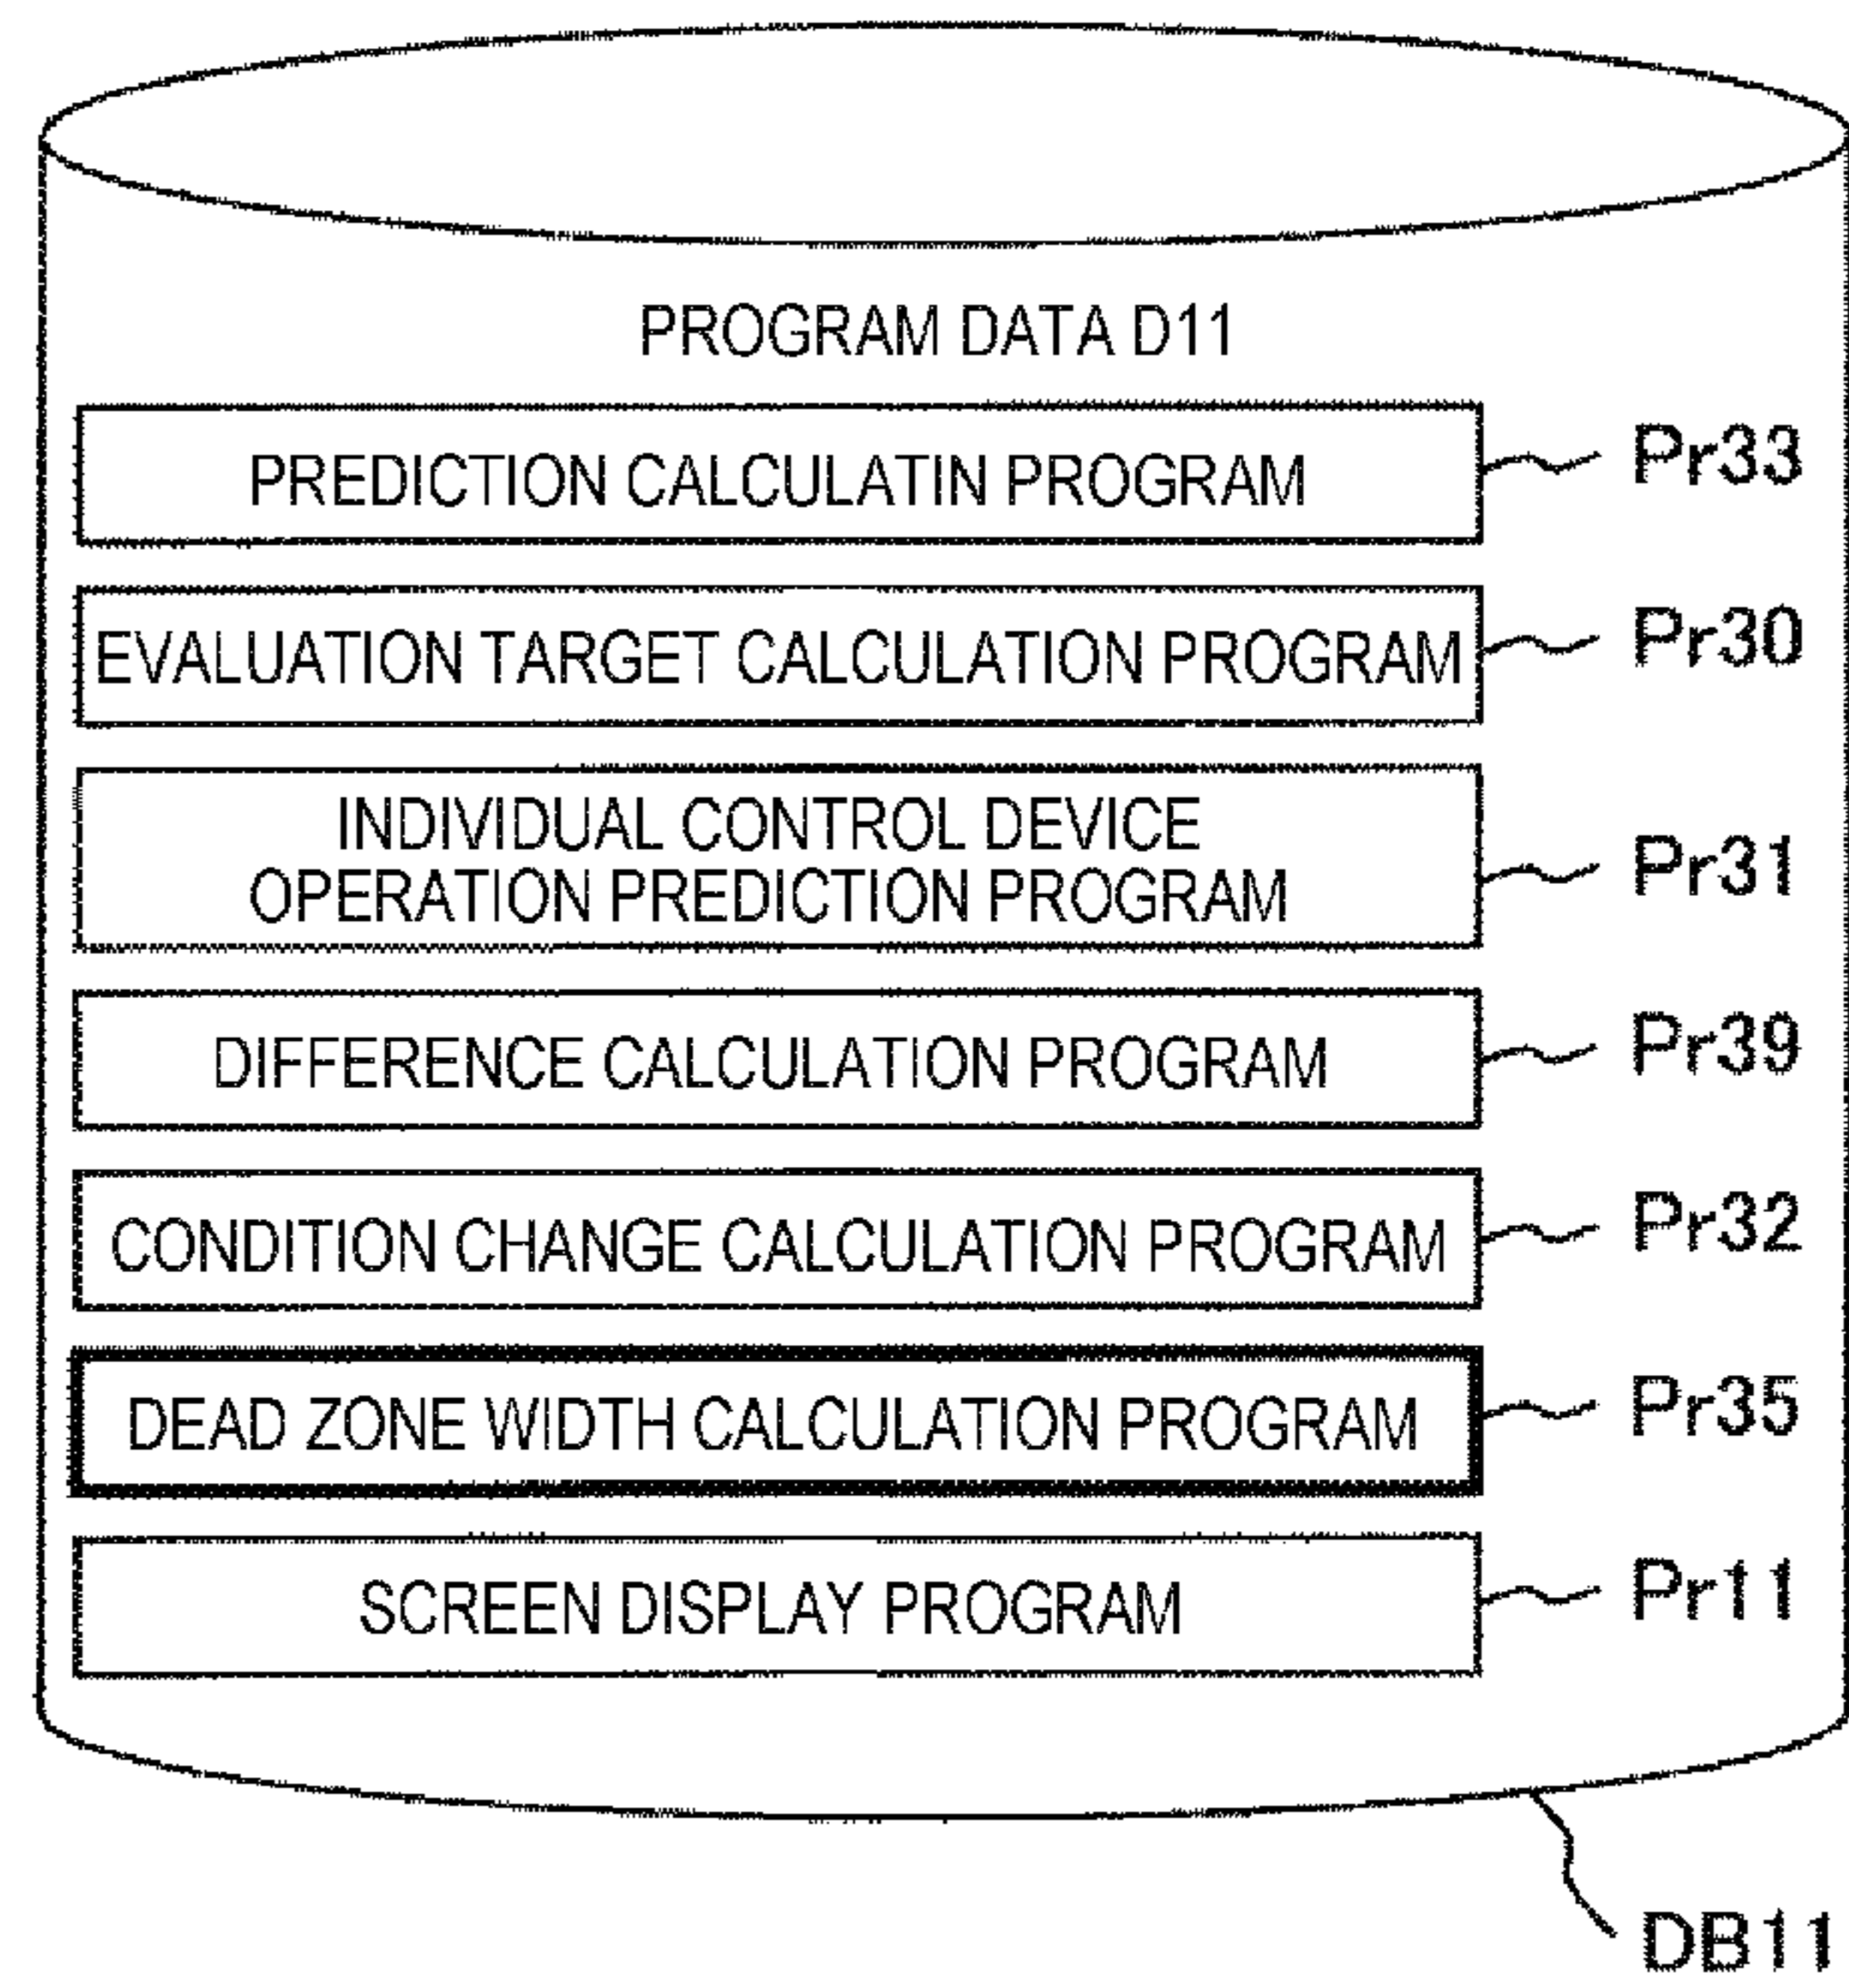 PROGRAM DATA D11
PREDICTION CALCULATIN PROGRAM Pr33
EVALUATION TARGET CALCULATION PROGRAM Pr30
INDIVIDUAL CONTROL DEVICE
OPERATION PREDICTION PROGRAM Pr31
DIFFERENCE CALCULATION PROGRAM Pr39
CONDITION CHANGE CALCULATION PROGRAM Pr32
DEAD ZONE WIDTH CALCULATION PROGRAM Pr35
SCREEN DISPLAY PROGRAM Pr11
DB11